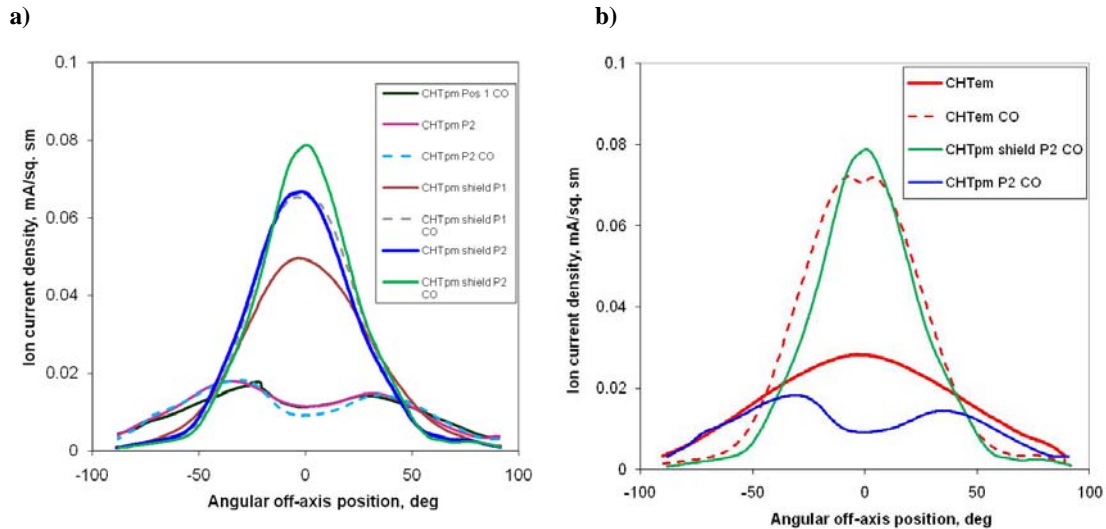 a)
0.1
0.08
0.06
0.04
0.02
0
-100
-50
0
50
100
Ion current density, mA/sq. sm
Angular off-axis position, deg
CHTpm Pos 1 CO
CHTpm P2
CHTpm P2 CO
CHTpm shield P1
CHTpm shield P1
CO
CHTpm shield P2
CHTpm shield P2
CO
b)
0.1
0.08
0.06
0.04
0.02
0
-100
-50
0
50
100
Ion current density, mA/sq. sm
Angular off-axis position, deg
CHTem
CHTem CO
CHTpm shield P2 CO
CHTpm P2 CO